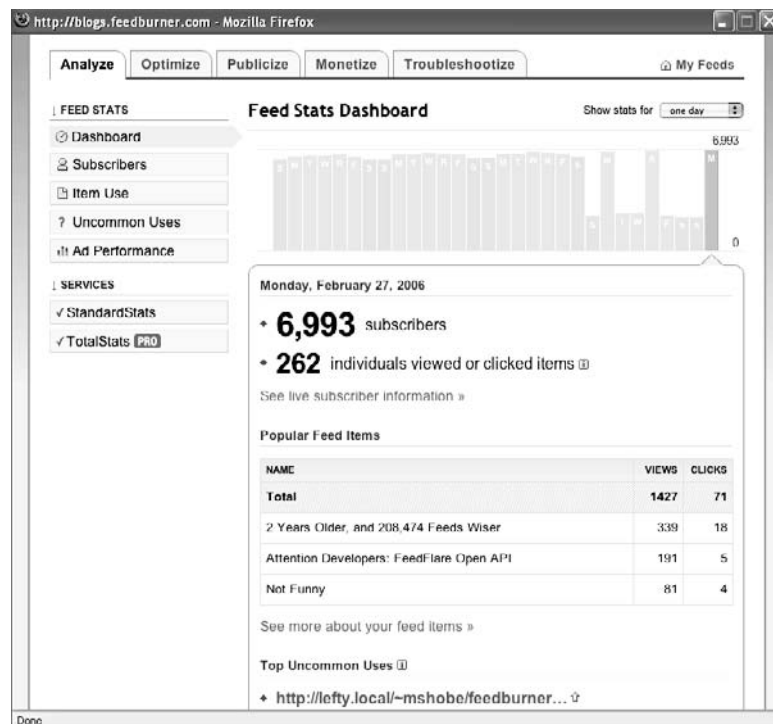 http://blogs.feedburner.com - Mozilla Firefox
Analyze Optimize Publicize Monetize Troubleshootize My Feeds
↓ FEED STATS
Dashboard
Subscribers
Item Use
? Uncommon Uses
Ad Performance
↓ SERVICES
✓ StandardStats
✓ TotalStats PRO
Feed Stats Dashboard Show stats for one day
6,993
0
Monday, February 27, 2006
6,993 subscribers
262 individuals viewed or clicked items
See live subscriber information »
Popular Feed Items
NAME VIEWS CLICKS
Total 1427 71
2 Years Older, and 208,474 Feeds Wiser 339 18
Attention Developers: FeedFlare Open API 191 5
Not Funny 81 4
See more about your feed items »
Top Uncommon Uses
http://lefty.local/~mshobe/feedburner...
Done